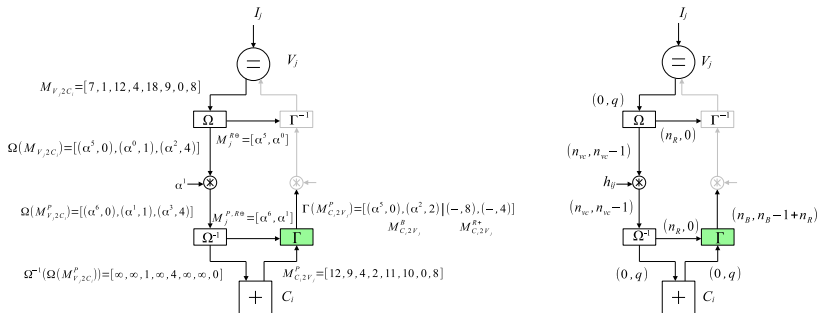 I_j
V_j
=
M_{V_j2C_i}=[7,1,12,4,18,9,0,8]
Ω
Γ^{-1}
M_j^{R⊖}=[α^5,α^0]
Ω(M_{V_j2C_i})=[(α^5,0),(α^0,1),(α^2,4)]
α^1
Ω(M^P_{V_j2C_i})=[(α^6,0),(α^1,1),(α^3,4)]
M_j^{P,R⊖}=[α^6,α^1]
Γ(M^P_{C_i2V_j})=[(α^5,0),(α^2,2)‖(-,8),(-,4)]
M^B_{C_i2V_j}
M^{R+}_{C_i2V_j}
Ω^{-1}
Γ
Ω^{-1}(Ω(M^P_{V_j2C_i}))=[∞,∞,1,∞,4,∞,∞,0]
M^P_{C_i2V_j}=[12,9,4,2,11,10,0,8]
+
C_i
I_j
V_j
=
(0,q)
Ω
Γ^{-1}
(n_R,0)
(n_{vc},n_{vc}-1)
h_{ij}
(n_{vc},n_{vc}-1)
(n_R,0)
(n_B,n_B-1+n_R)
Ω^{-1}
Γ
(0,q)
(0,q)
+
C_i